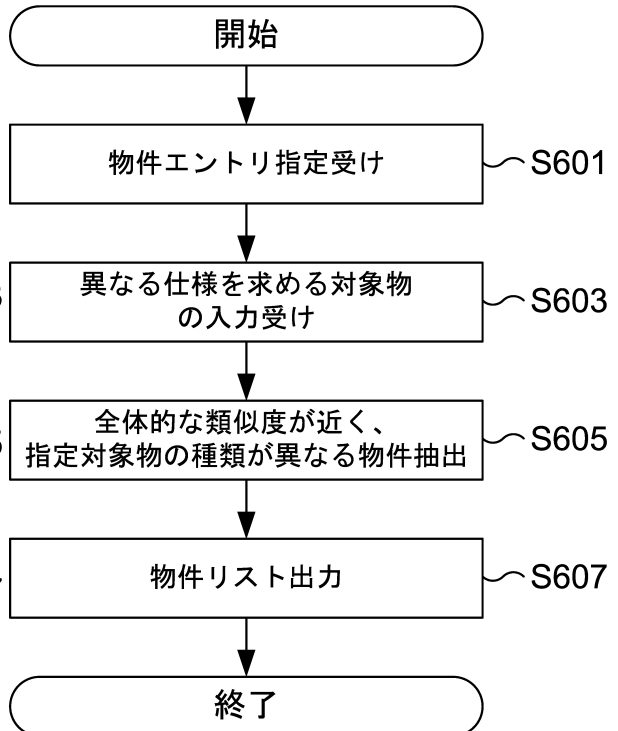 開始
物件エントリ指定受け
S601
異なる仕様を求める対象物
の入力受け
S603
全体的な類似度が近く、
指定対象物の種類が異なる物件抽出
S605
物件リスト出力
S607
終了